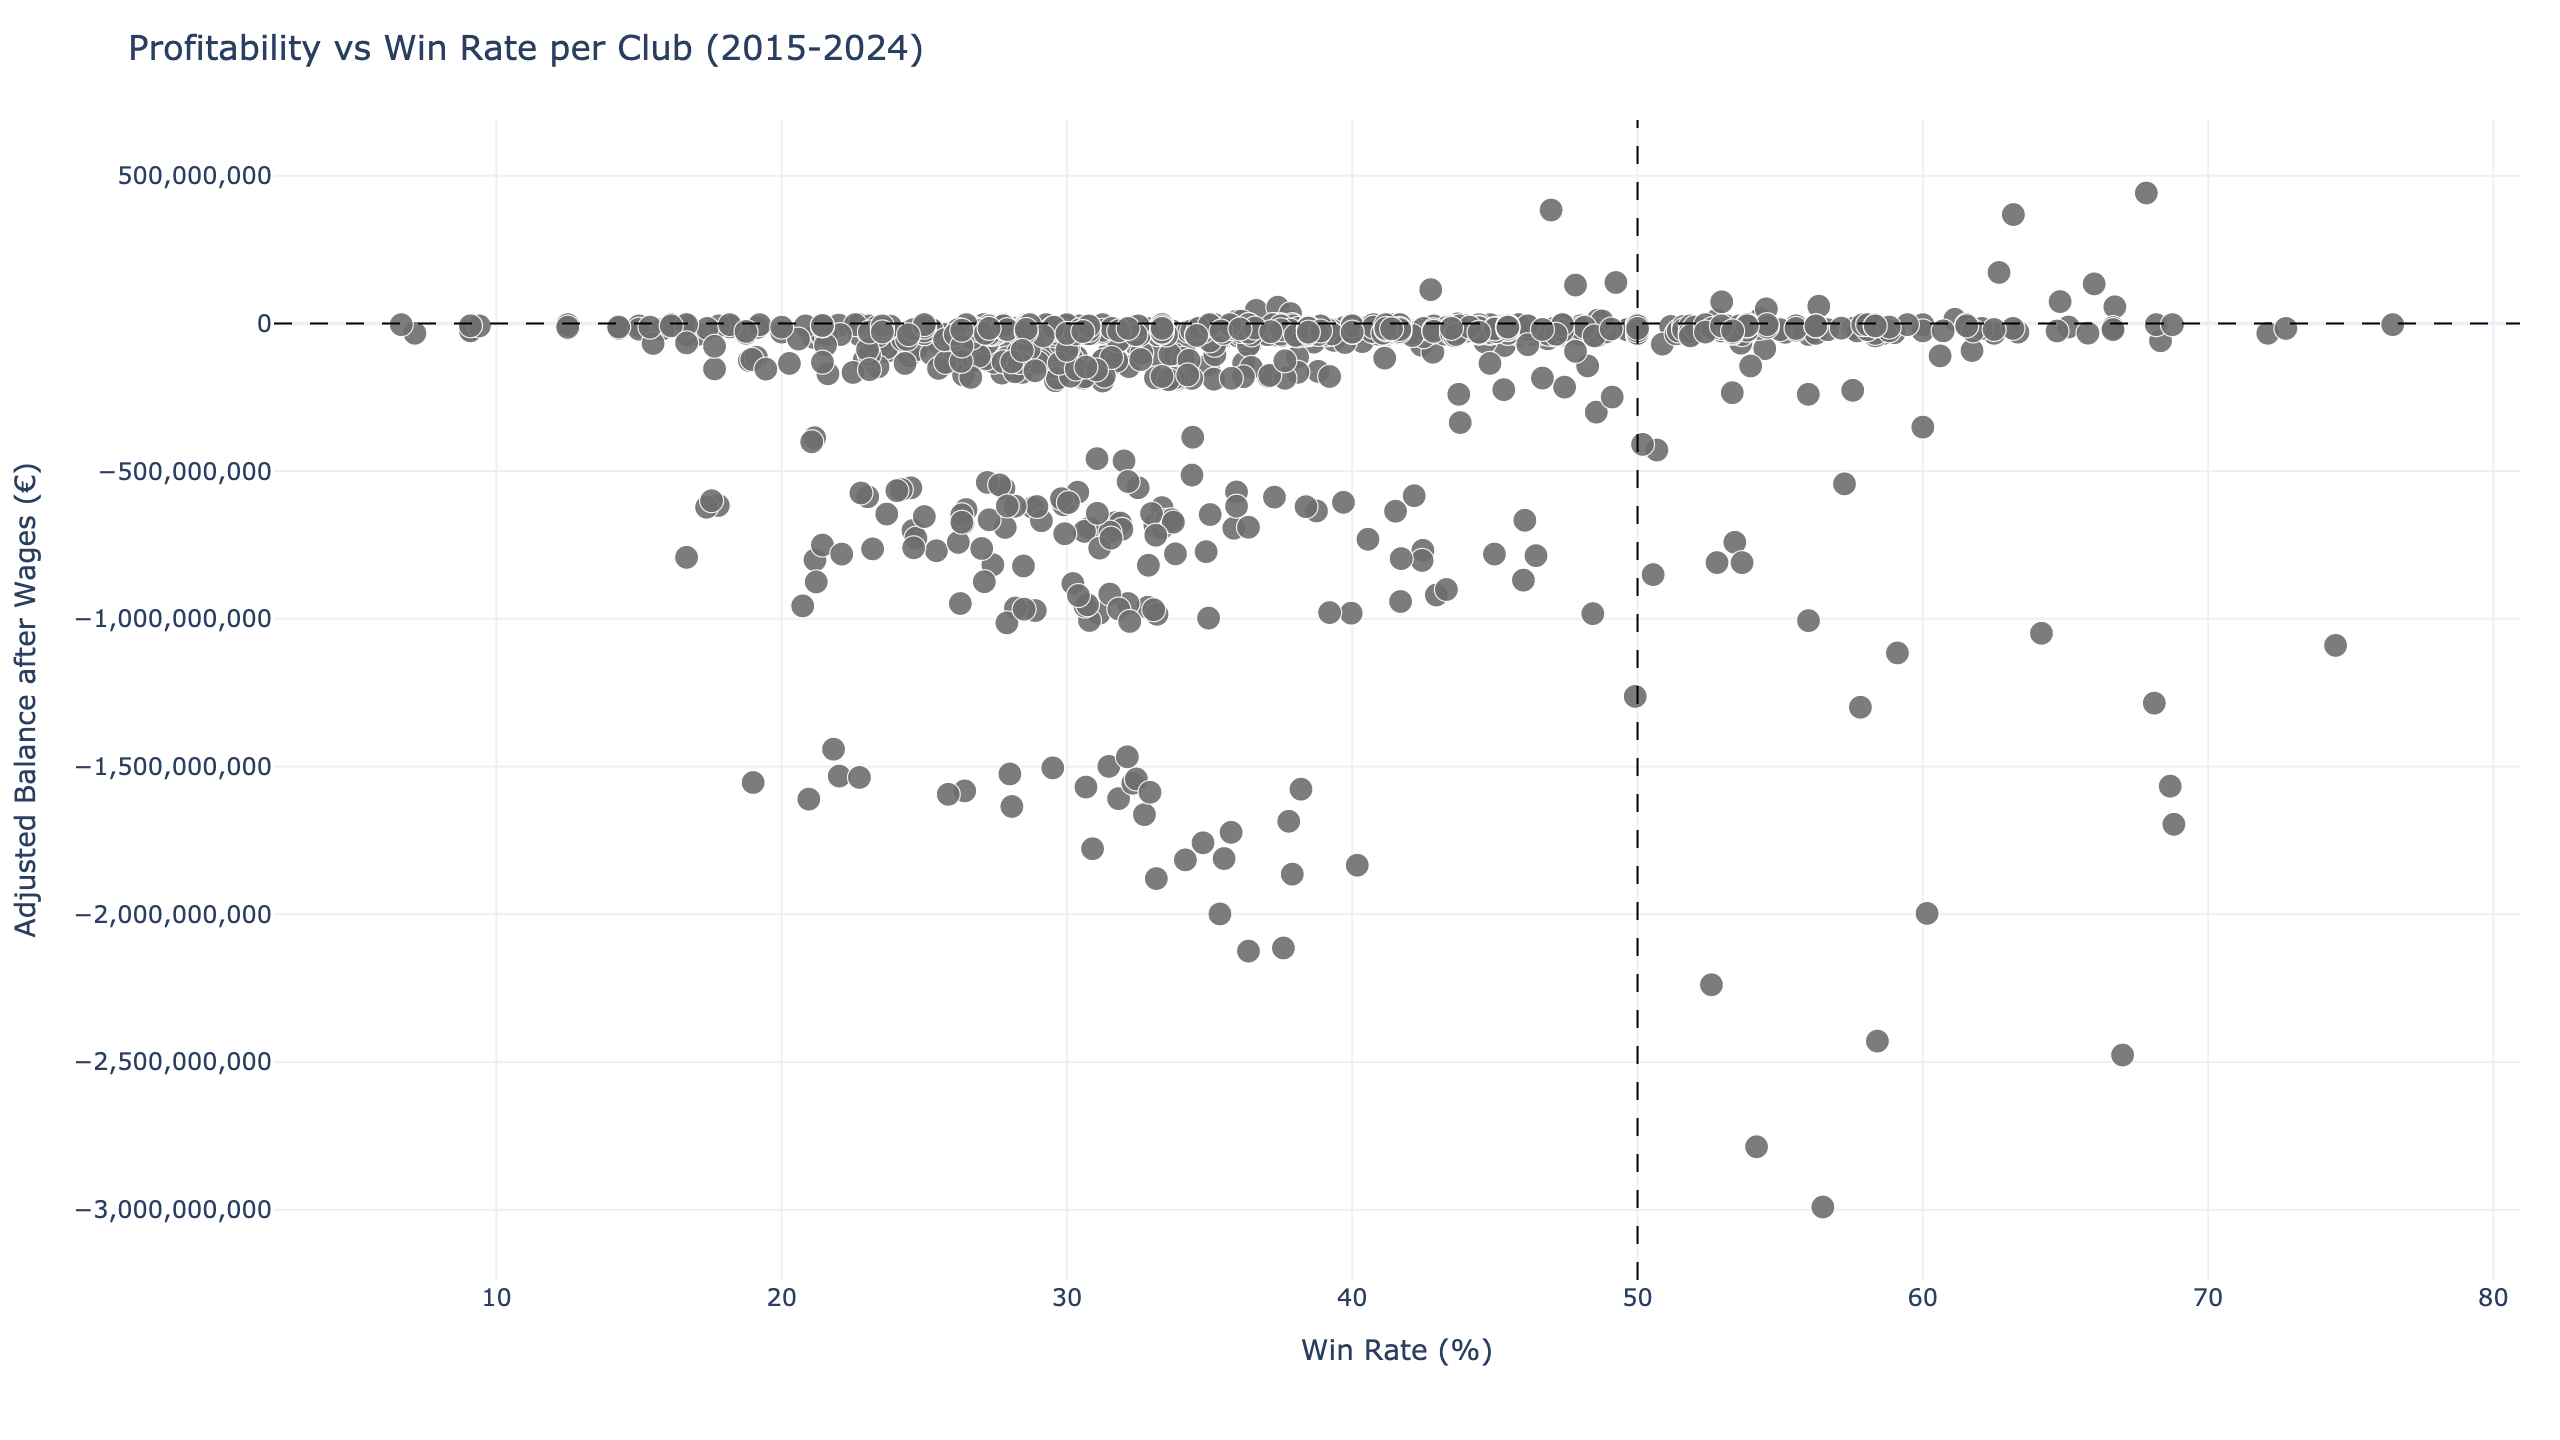 Profitability vs Win Rate per Club (2015-2024)
Adjusted Balance after Wages (€)
500,000,000
0
−500,000,000
−1,000,000,000
−1,500,000,000
−2,000,000,000
−2,500,000,000
−3,000,000,000
10 20 30 40 50 60 70 80
Win Rate (%)